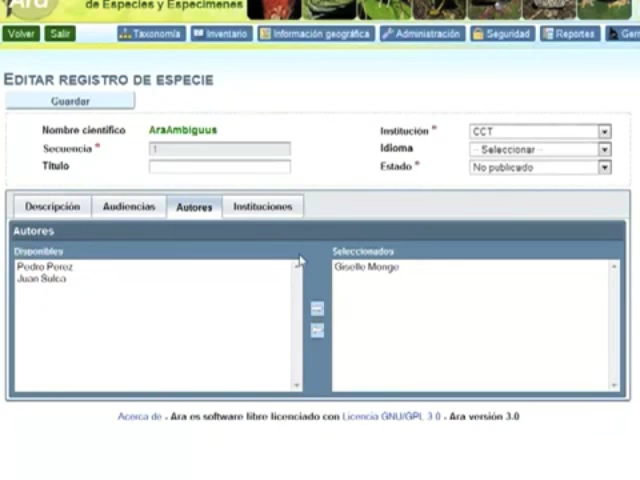 Ara
de Especies y Especímenes
Volver Salir Taxonomía Inventario Información geográfica Administración Seguridad Reportes
EDITAR REGISTRO DE ESPECIE
Guardar
Nombre científico AraAmbiguus Institución * CCT
Secuencia * 1 Idioma -- Seleccionar --
Título Estado * No publicado
Descripción Audiencias Autores Instituciones
Autores
Disponibles Seleccionados
Pedro Perez Giselle Monge
Juan Sulca
Acerca de - Ara es software libre licenciado con Licencia GNU/GPL 3.0 - Ara versión 3.0